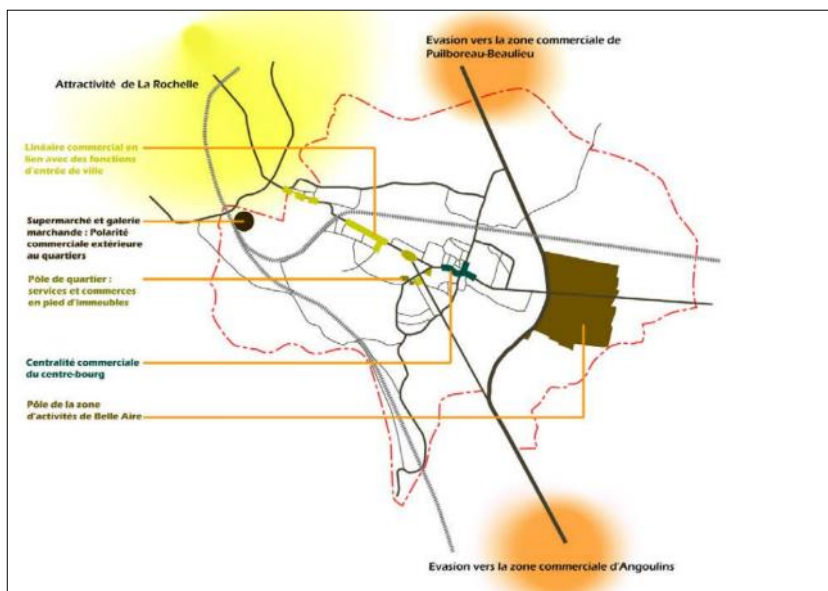 Evasion vers la zone commerciale de
Puilboreau-Beaulieu
Attractivité de La Rochelle
Linéaire commercial en
lien avec des fonctions
d'entrée de ville
Supermarché et galerie
marchande : Polarité
commerciale extérieure
au quartiers
Pôle de quartier :
services et commerces
en pied d'immeubles
Centralité commerciale
du centre-bourg
Pôle de la zone
d'activités de Belle Aire
Evasion vers la zone commerciale d'Angoulins